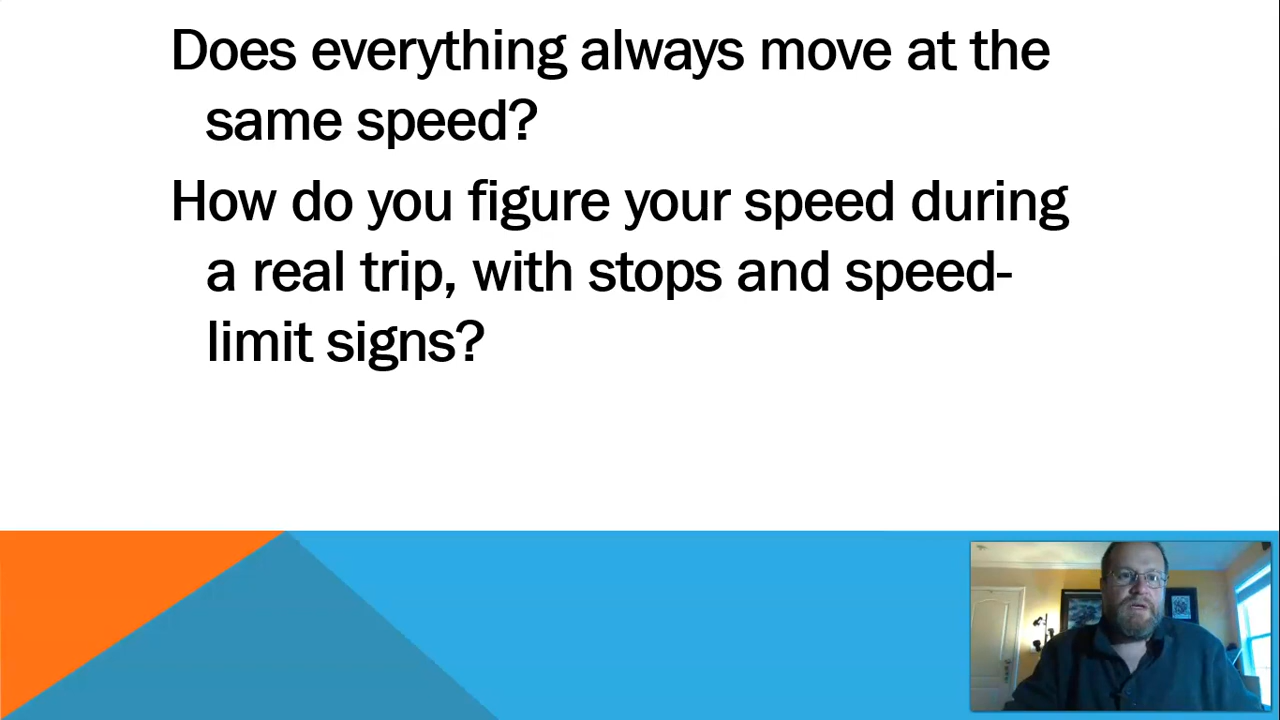 Does everything always move at the
same speed?
How do you figure your speed during
a real trip, with stops and speed-
limit signs?